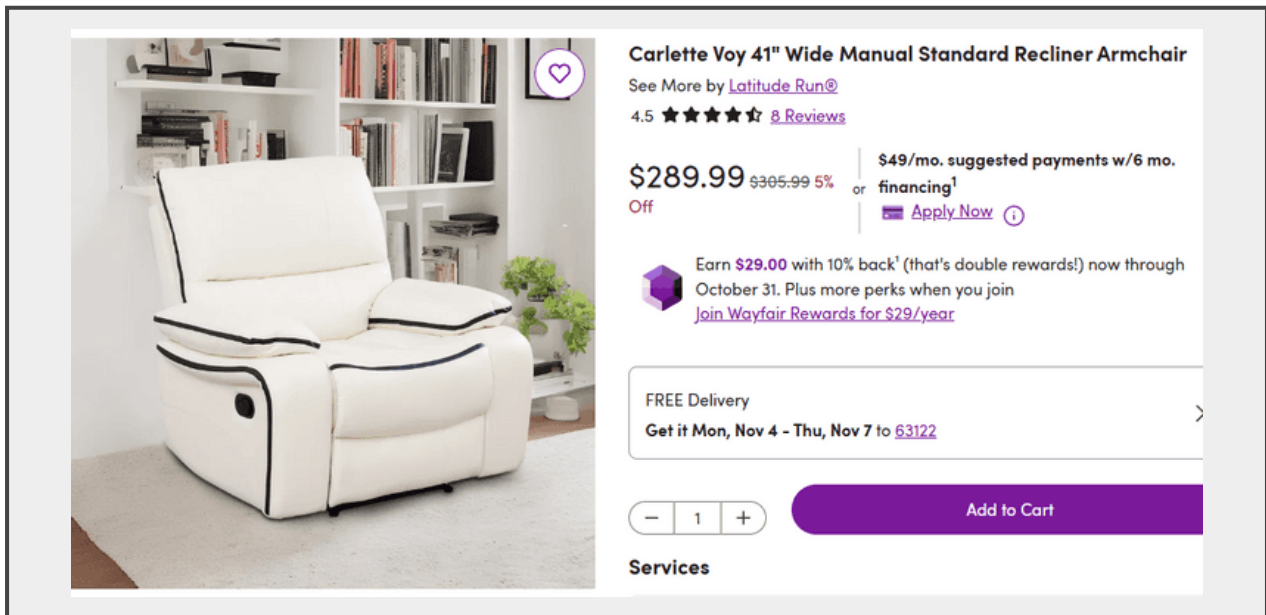 Carlette Voy 41" Wide Manual Standard Recliner Armchair
See More by Latitude Run®
4.5 8 Reviews
$289.99 $305.99 5%
Off
or
$49/mo. suggested payments w/6 mo.
financing¹
Apply Now
Earn $29.00 with 10% back¹ (that's double rewards!) now through
October 31. Plus more perks when you join
Join Wayfair Rewards for $29/year
FREE Delivery
Get it Mon, Nov 4 - Thu, Nov 7 to 63122
− 1 +
Add to Cart
Services